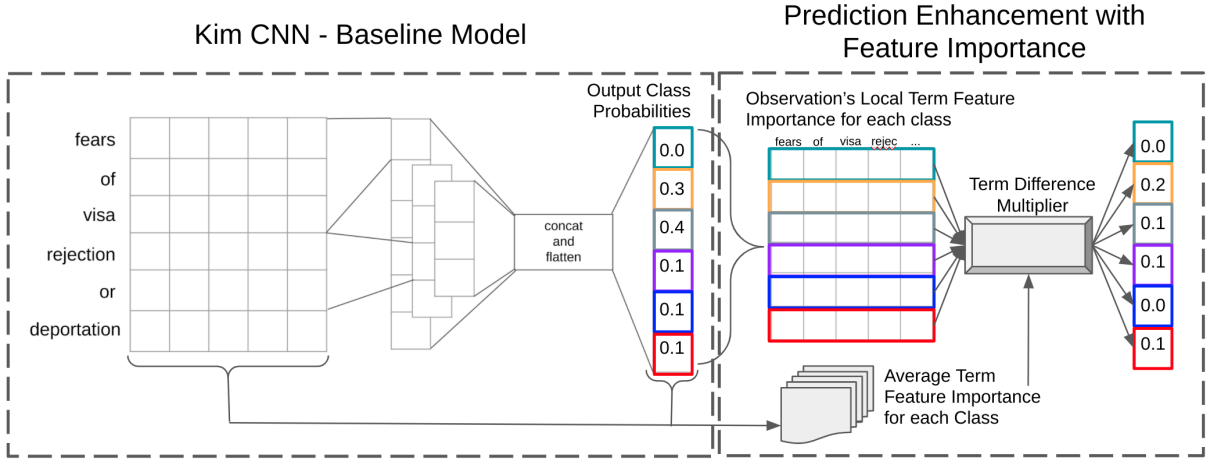 Kim CNN - Baseline Model
Prediction Enhancement with
Feature Importance
fears
of
visa
rejection
or
deportation
concat
and
flatten
Output Class
Probabilities
0.0
0.3
0.4
0.1
0.1
0.1
Observation's Local Term Feature
Importance for each class
fears of visa rejec ...
Term Difference
Multiplier
Average Term
Feature Importance
for each Class
0.0
0.2
0.1
0.1
0.0
0.1